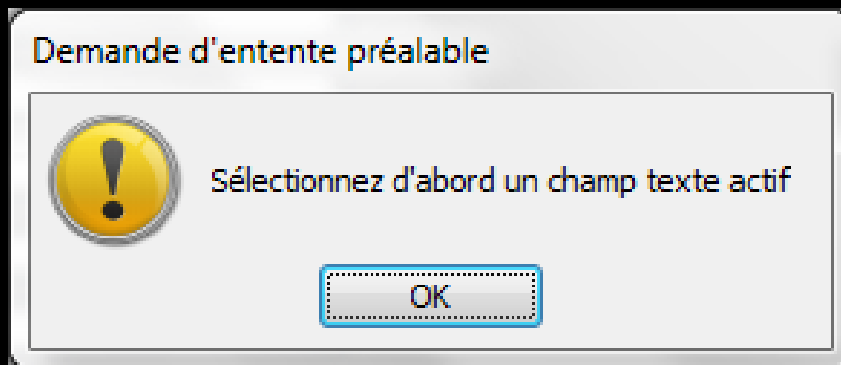 Demande d'entente préalable
Sélectionnez d'abord un champ texte actif
OK